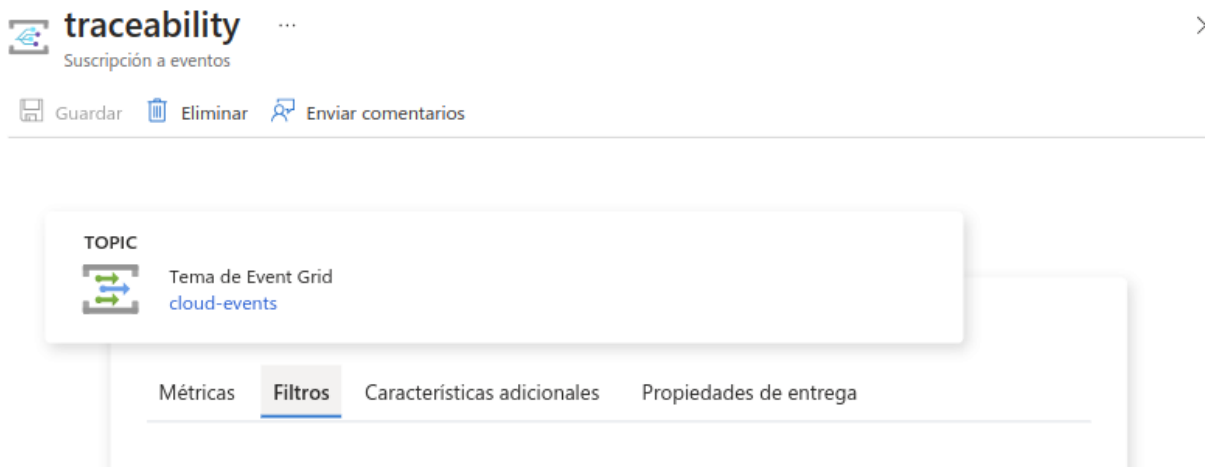 traceability ...
Suscripción a eventos
Guardar Eliminar Enviar comentarios
TOPIC
Tema de Event Grid
cloud-events
Métricas Filtros Características adicionales Propiedades de entrega